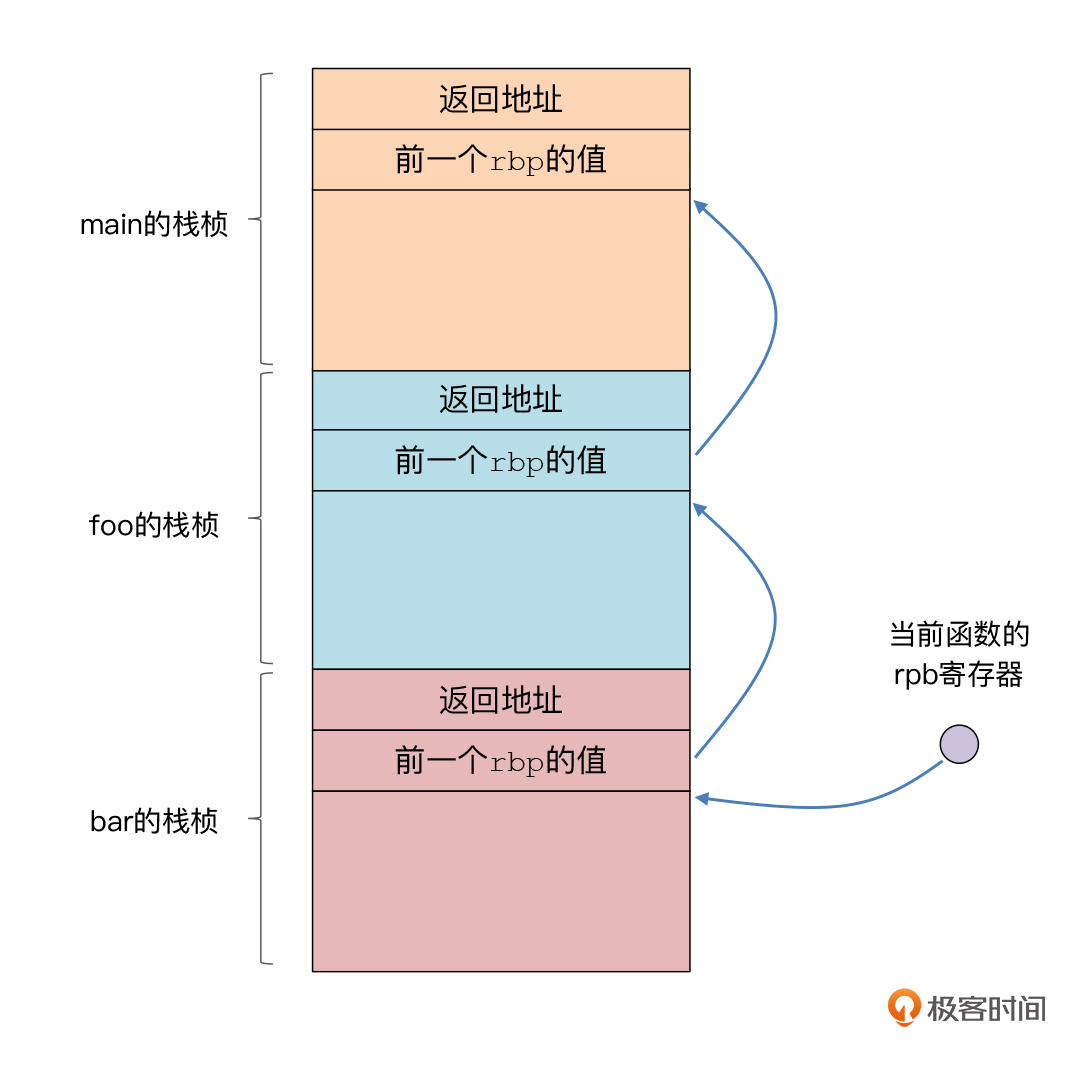 返回地址
前一个rbp的值
main的栈桢
返回地址
前一个rbp的值
foo的栈桢
当前函数的
rpb寄存器
返回地址
前一个rbp的值
bar的栈桢
极客时间